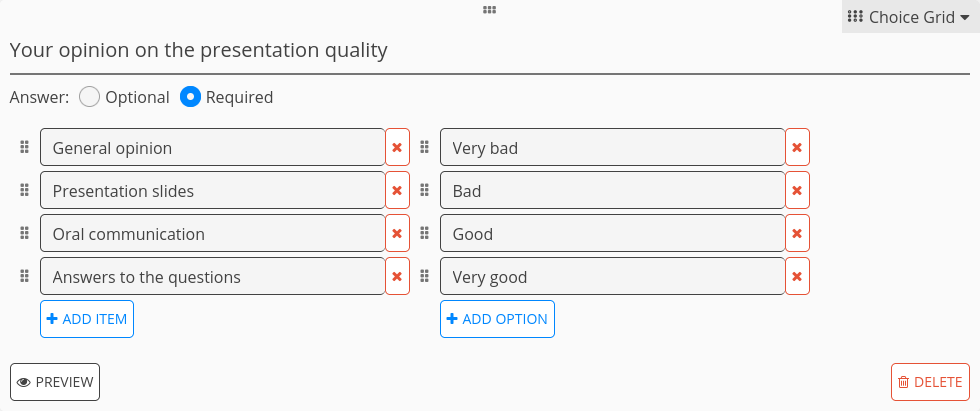 Choice Grid
Your opinion on the presentation quality
Answer: Optional Required
General opinion Very bad
Presentation slides Bad
Oral communication Good
Answers to the questions Very good
ADD ITEM ADD OPTION
PREVIEW DELETE